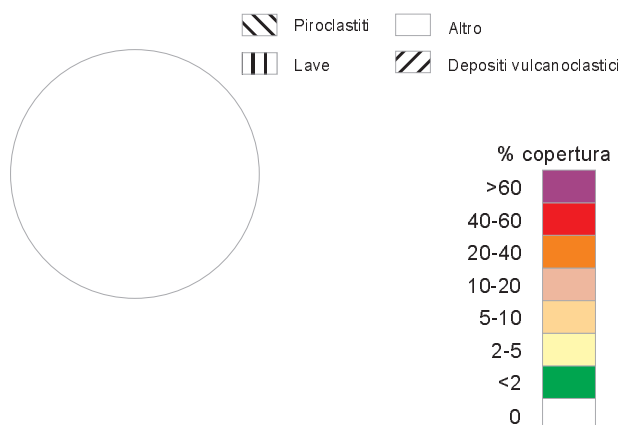 Piroclastiti
Altro
Lave
Depositi vulcanoclastici
% copertura
>60
40-60
20-40
10-20
5-10
2-5
<2
0